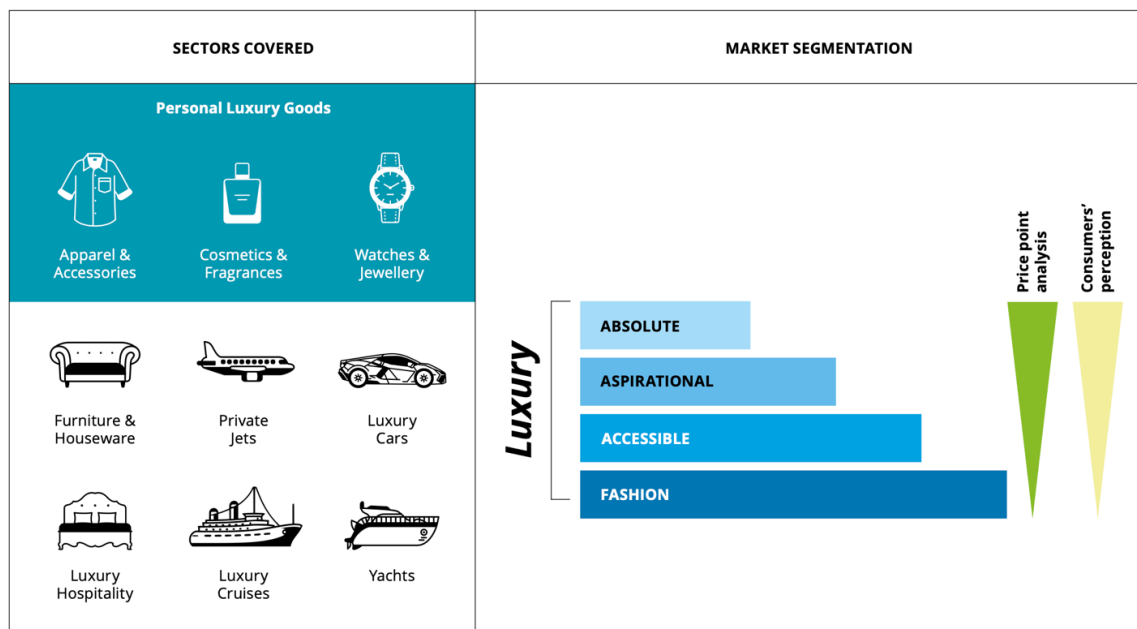 SECTORS COVERED
MARKET SEGMENTATION
Personal Luxury Goods
Apparel &
Accessories
Cosmetics &
Fragrances
Watches &
Jewellery
Furniture &
Houseware
Private
Jets
Luxury
Cars
Luxury
Hospitality
Luxury
Cruises
Yachts
Luxury
ABSOLUTE
ASPIRATIONAL
ACCESSIBLE
FASHION
Price point
analysis
Consumers’
perception